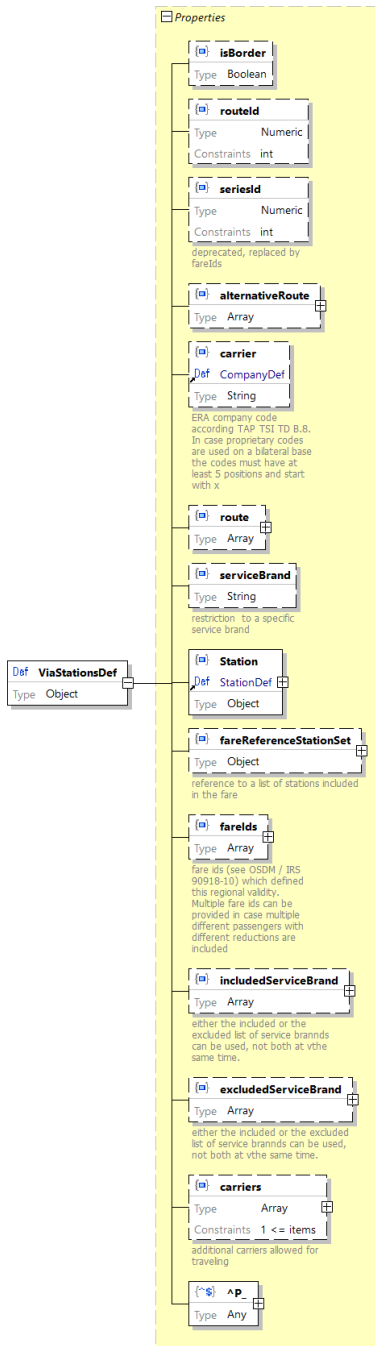 Properties
isBorder
Type Boolean
routeId
Type Numeric
Constraints int
seriesId
Type Numeric
Constraints int
deprecated, replaced by
fareIds
alternativeRoute
Type Array
carrier
Def CompanyDef
Type String
ERA company code
according TAP TSI TD B.8.
In case proprietary codes
are used on a bilateral base
the codes must have at
least 5 positions and start
with x
route
Type Array
serviceBrand
Type String
restriction to a specific
service brand
Def ViaStationsDef
Type Object
Station
Def StationDef
Type Object
fareReferenceStationSet
Type Object
reference to a list of stations included
in the fare
fareIds
Type Array
fare ids (see OSDM / IRS
90918-10) which defined
this regional validity.
Multiple fare ids can be
provided in case multiple
different passengers with
different reductions are
included
includedServiceBrand
Type Array
either the included or the
excluded list of service brannds
can be used, not both at vthe
same time.
excludedServiceBrand
Type Array
either the included or the excluded
list of service brannds can be used,
not both at vthe same time.
carriers
Type Array
Constraints 1 <= items
additional carriers allowed for
traveling
{^$} ^P_
Type Any